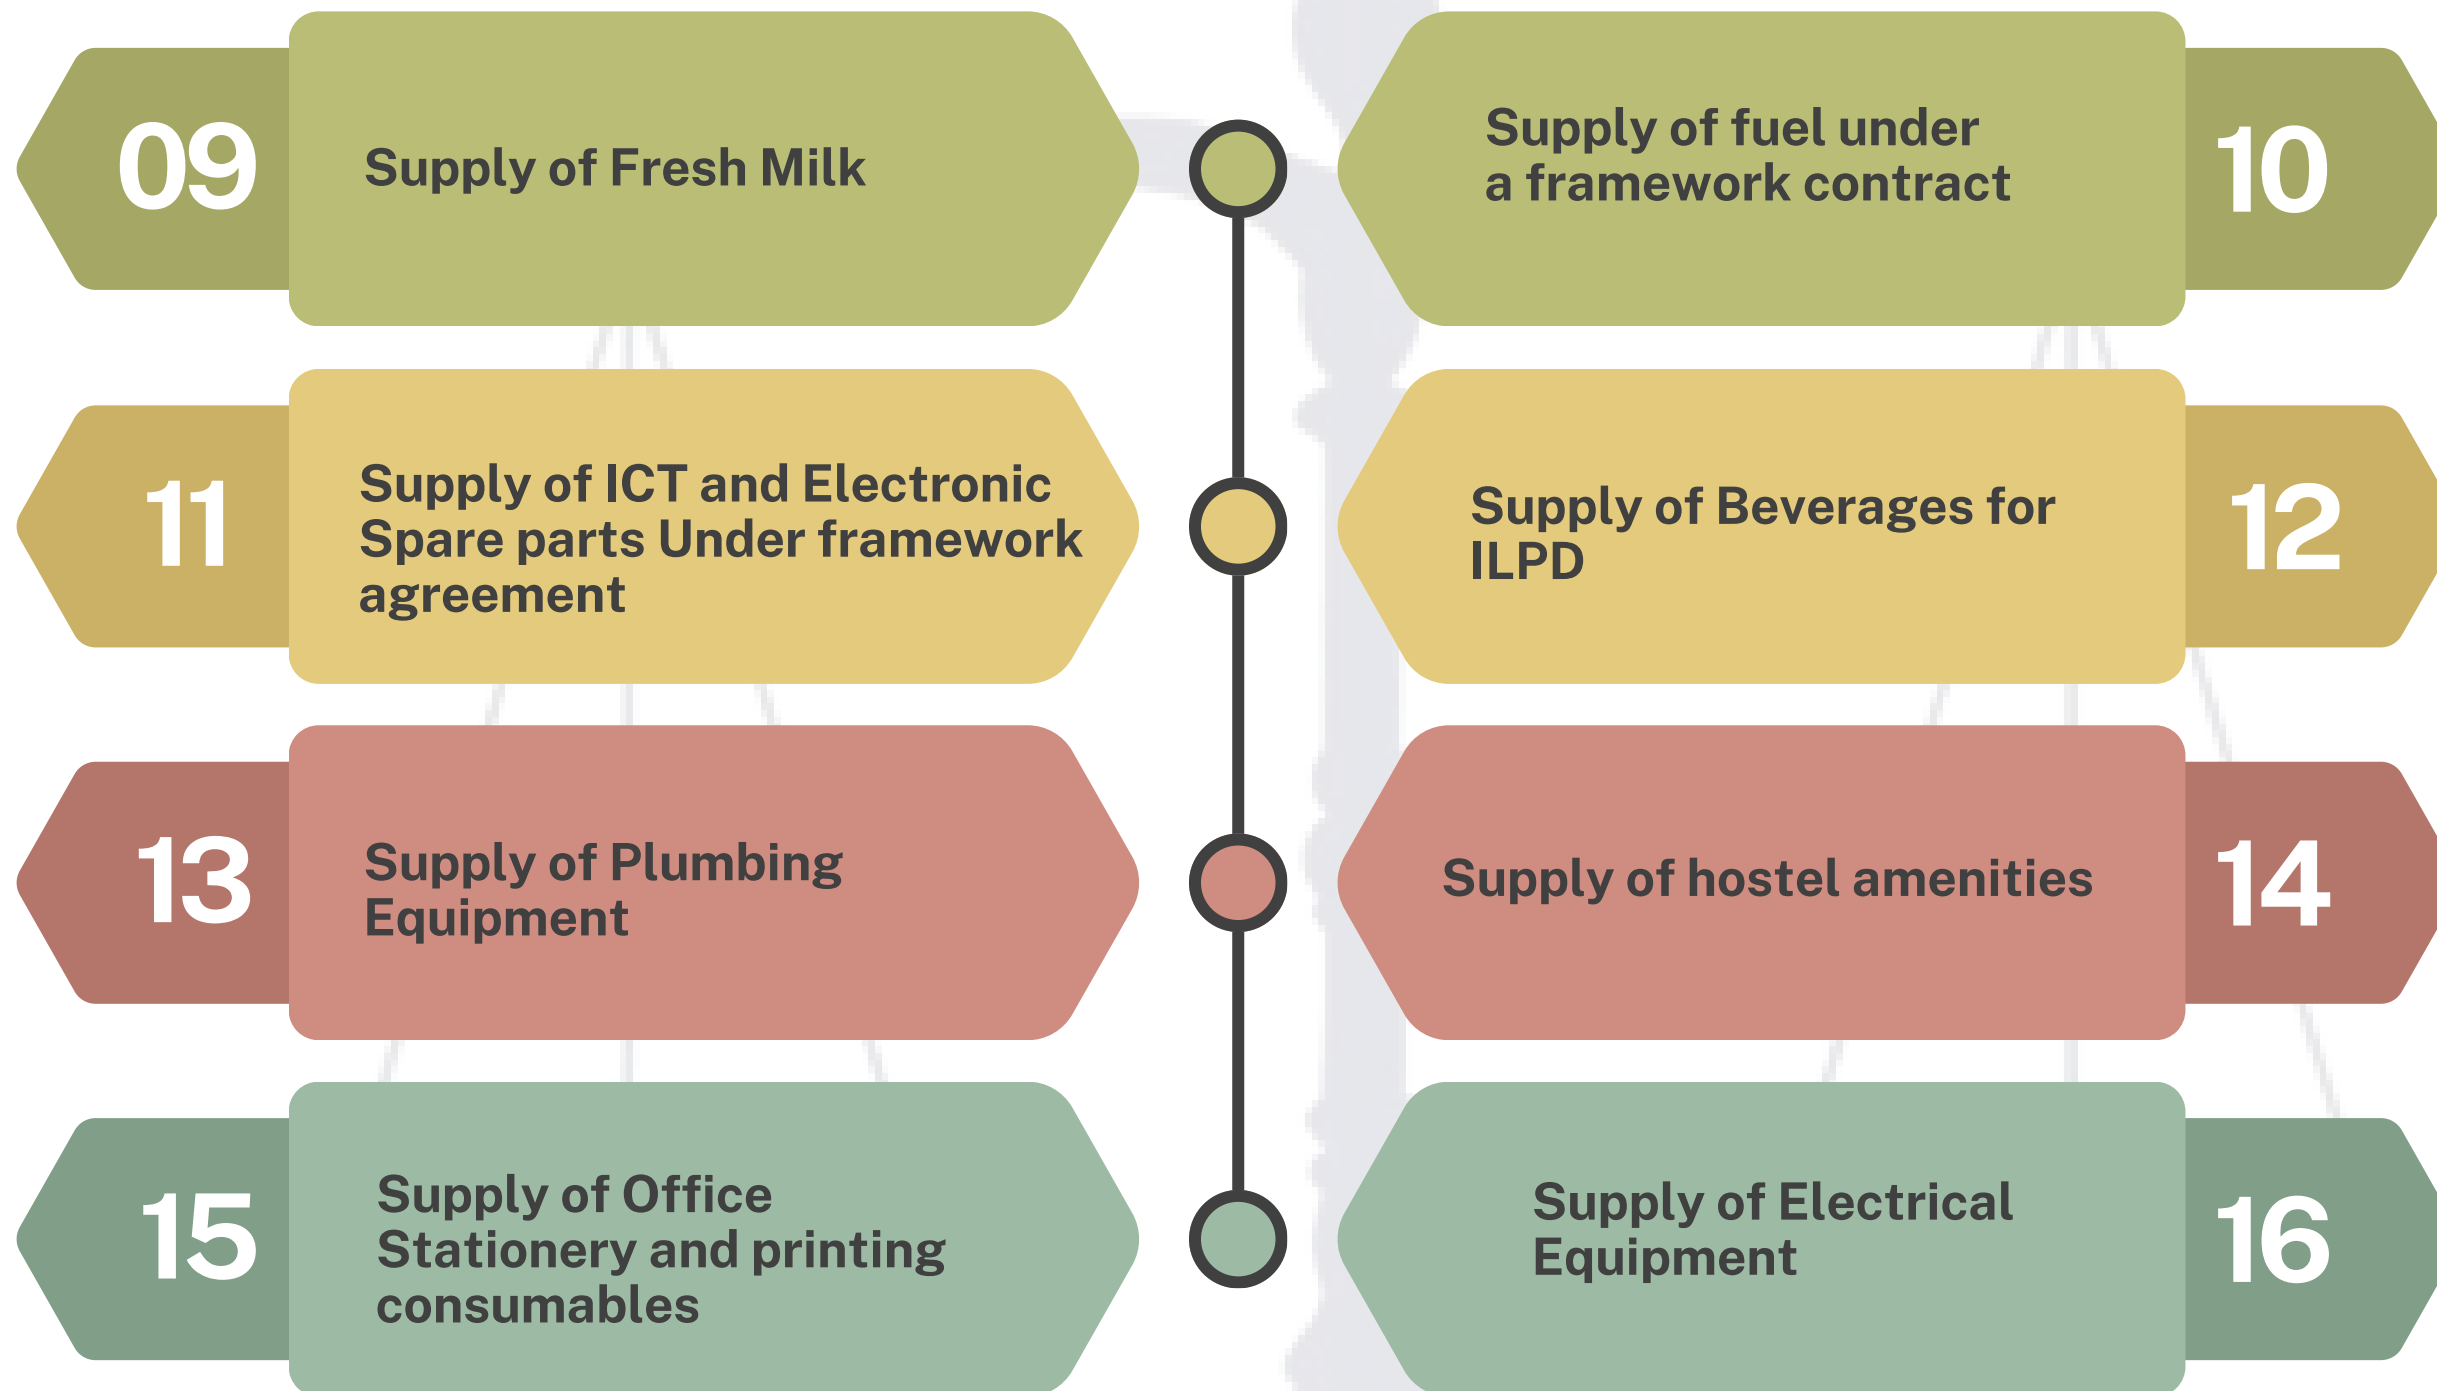 09
Supply of Fresh Milk
Supply of fuel under
a framework contract
10
11
Supply of ICT and Electronic
Spare parts Under framework
agreement
Supply of Beverages for
ILPD
12
13
Supply of Plumbing
Equipment
Supply of hostel amenities
14
15
Supply of Office
Stationery and printing
consumables
Supply of Electrical
Equipment
16